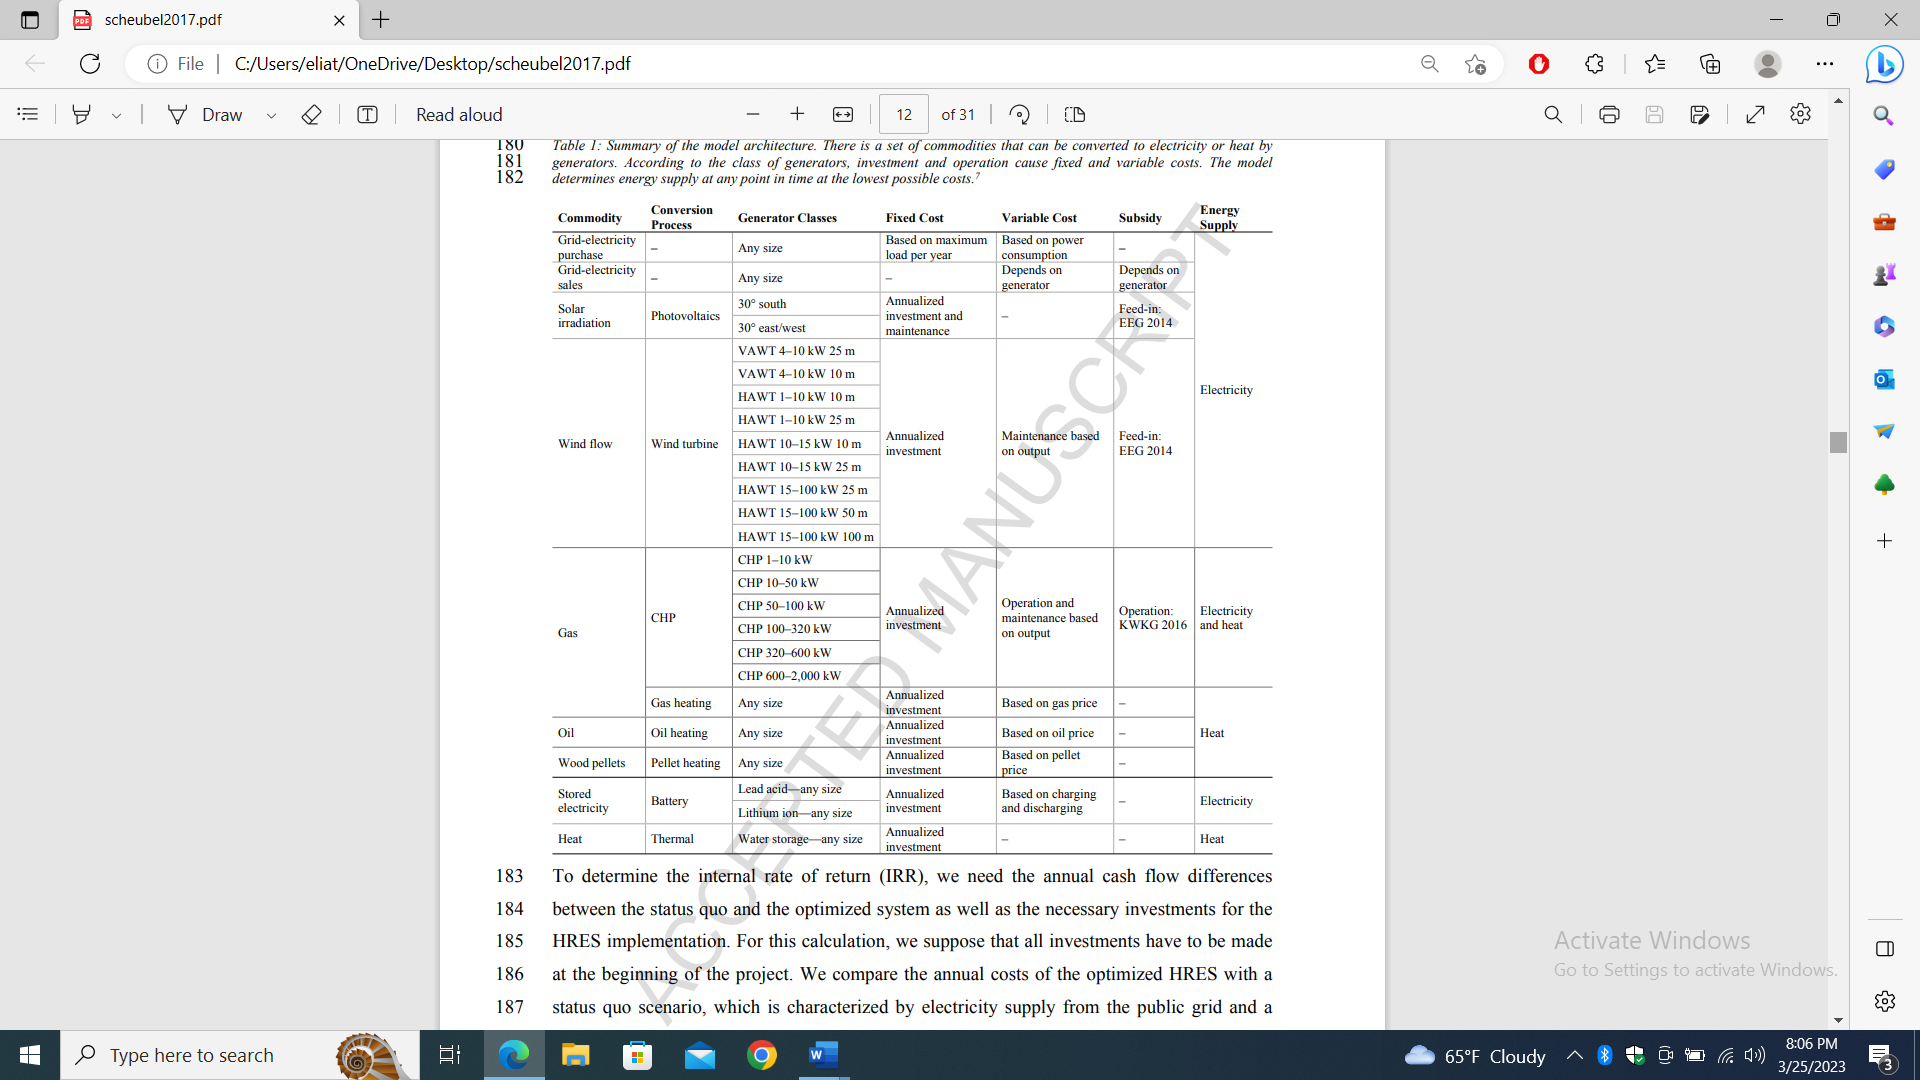 scheubel2017.pdf
File
C:/Users/eliat/OneDrive/Desktop/scheubel2017.pdf
Draw
Read aloud
12
of 31
180 Table 1: Summary of the model architecture. There is a set of commodities that can be converted to electricity or heat by
181 generators. According to the class of generators, investment and operation cause fixed and variable costs. The model
182 determines energy supply at any point in time at the lowest possible costs.7
Commodity Conversion Process Generator Classes Fixed Cost Variable Cost Subsidy Energy Supply
Grid-electricity purchase – Any size Based on maximum load per year Based on power consumption –
Grid-electricity sales – Any size – Depends on generator Depends on generator
Solar irradiation Photovoltaics 30° south Annualized investment and maintenance – Feed-in: EEG 2014
30° east/west
VAWT 4–10 kW 25 m
VAWT 4–10 kW 10 m
Electricity
HAWT 1–10 kW 10 m
HAWT 1–10 kW 25 m
Wind flow Wind turbine HAWT 10–15 kW 10 m Annualized investment Maintenance based on output Feed-in: EEG 2014
HAWT 10–15 kW 25 m
HAWT 15–100 kW 25 m
HAWT 15–100 kW 50 m
HAWT 15–100 kW 100 m
CHP 1–10 kW
CHP 10–50 kW
CHP 50–100 kW
Gas CHP CHP 100–320 kW Annualized investment Operation and maintenance based on output Operation: KWKG 2016 Electricity and heat
CHP 320–600 kW
CHP 600–2,000 kW
Gas heating Any size Annualized investment Based on gas price –
Oil Oil heating Any size Annualized investment Based on oil price – Heat
Wood pellets Pellet heating Any size Annualized investment Based on pellet price –
Stored electricity Battery Lead acid—any size Annualized investment Based on charging and discharging – Electricity
Lithium ion—any size
Heat Thermal Water storage—any size Annualized investment – – Heat
ACCEPTED MANUSCRIPT
183 To determine the internal rate of return (IRR), we need the annual cash flow differences
184 between the status quo and the optimized system as well as the necessary investments for the
185 HRES implementation. For this calculation, we suppose that all investments have to be made
186 at the beginning of the project. We compare the annual costs of the optimized HRES with a
187 status quo scenario, which is characterized by electricity supply from the public grid and a
Activate Windows
Go to Settings to activate Windows.
Type here to search
65°F Cloudy
8:06 PM
3/25/2023
3